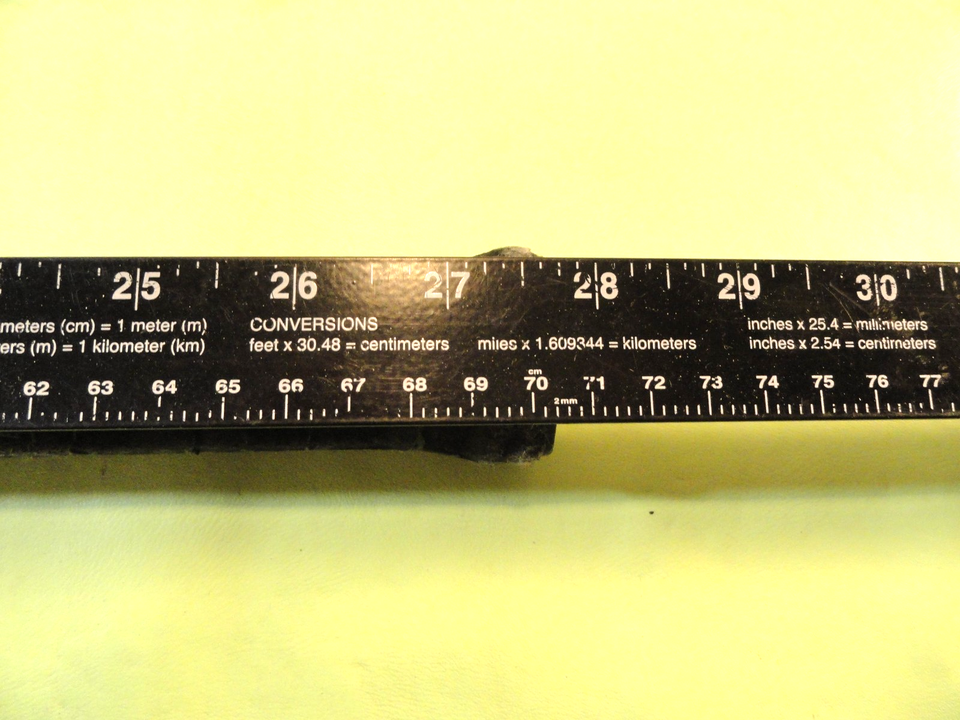 25 26 27 28 29 30
meters (cm) = 1 meter (m) CONVERSIONS inches x 25.4 = millimeters
ers (m) = 1 kilometer (km) feet x 30.48 = centimeters miles x 1.609344 = kilometers inches x 2.54 = centimeters
cm
62 63 64 65 66 67 68 69 70 71 72 73 74 75 76 77
2mm